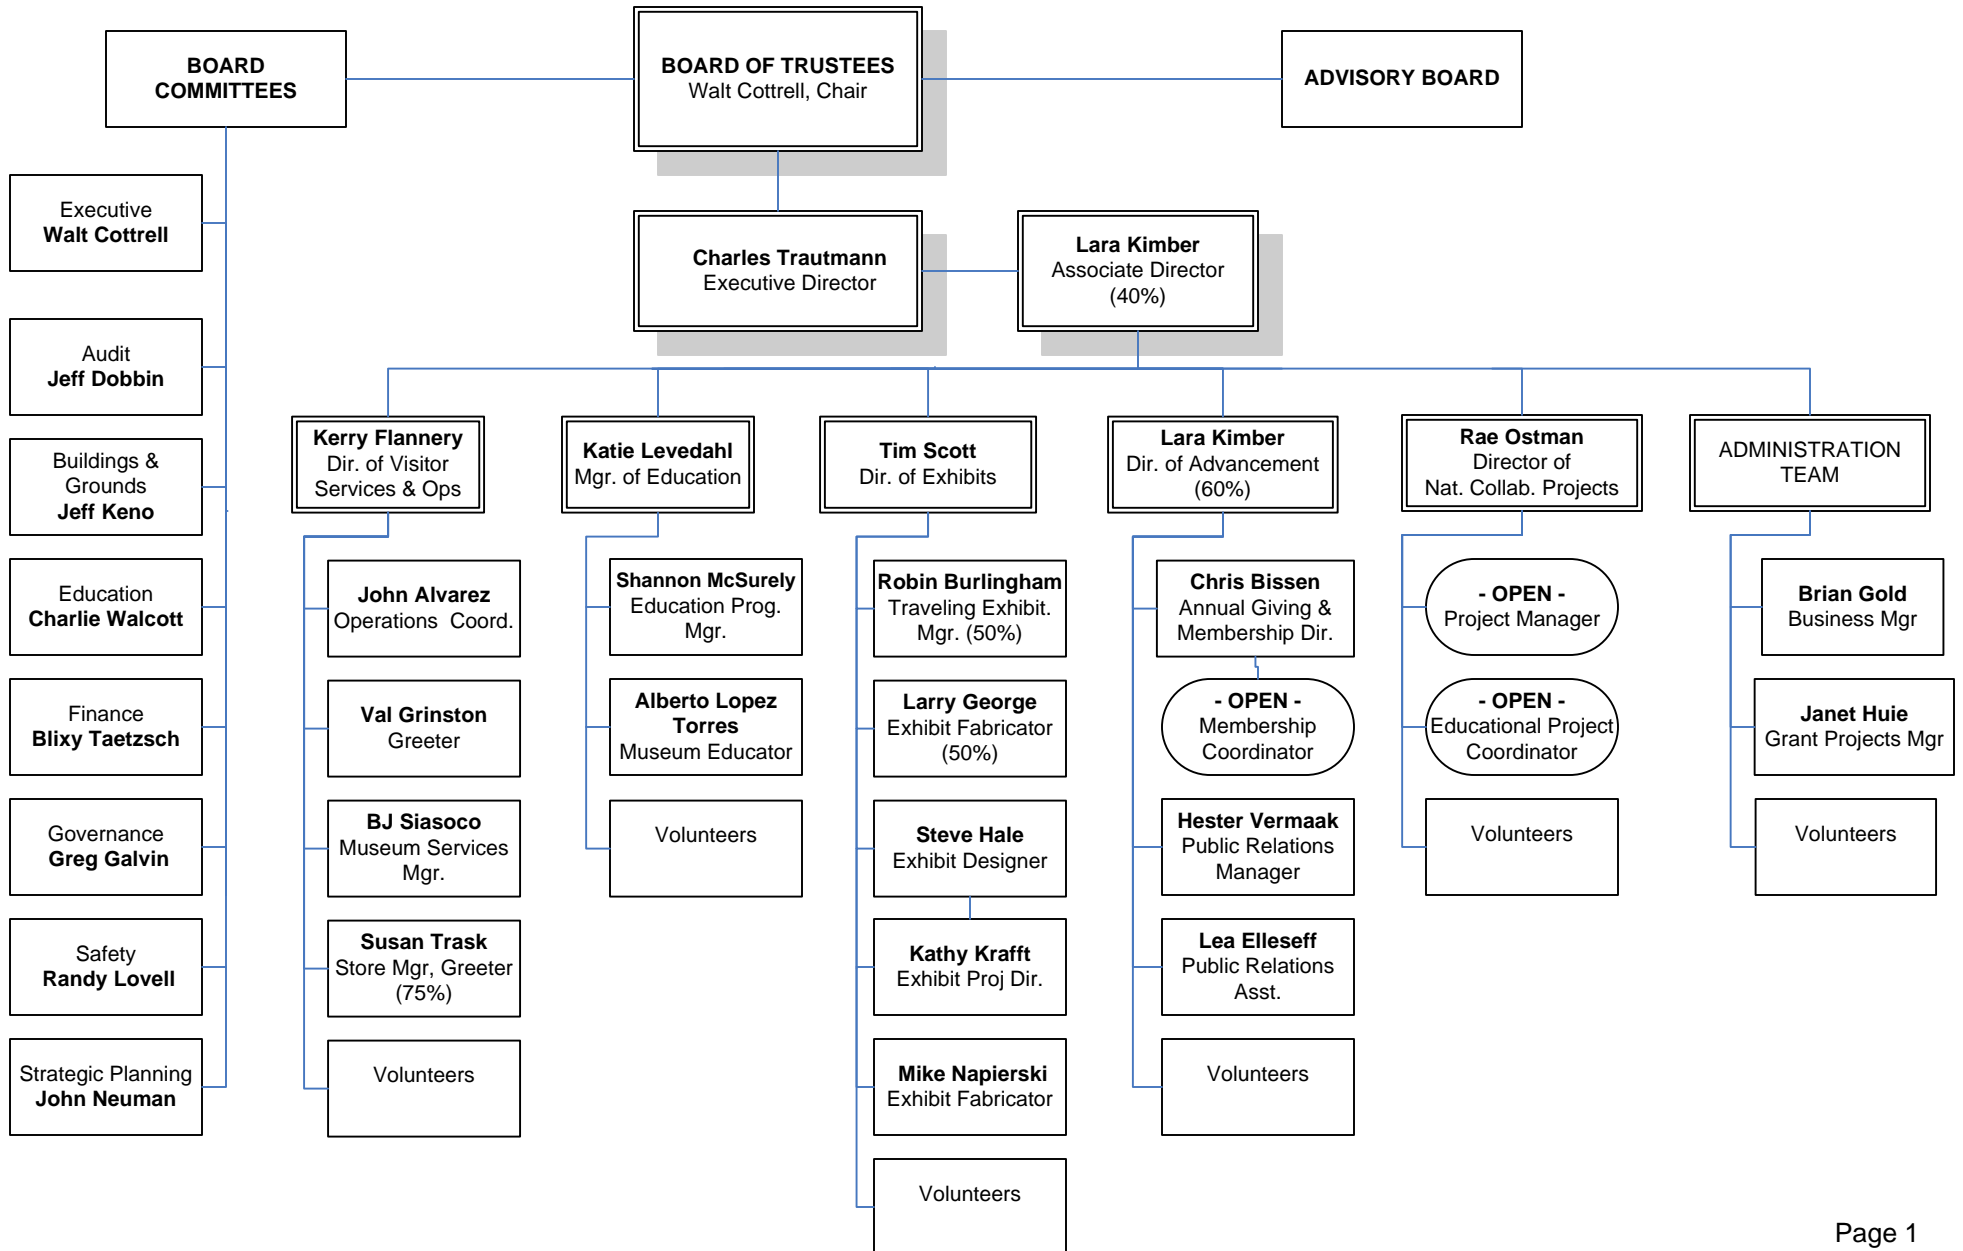 BOARD
COMMITTEES
BOARD OF TRUSTEES
Walt Cottrell, Chair
ADVISORY BOARD
Executive
Walt Cottrell
Audit
Jeff Dobbin
Buildings &
Grounds
Jeff Keno
Education
Charlie Walcott
Finance
Blixy Taetzsch
Governance
Greg Galvin
Safety
Randy Lovell
Strategic Planning
John Neuman
Charles Trautmann
Executive Director
Lara Kimber
Associate Director
(40%)
Kerry Flannery
Dir. of Visitor
Services & Ops
John Alvarez
Operations  Coord.
Val Grinston
Greeter
BJ Siasoco
Museum Services
Mgr.
Susan Trask
Store Mgr, Greeter
(75%)
Volunteers
Katie Levedahl
Mgr. of Education
Shannon McSurely
Education Prog.
Mgr.
Alberto Lopez
Torres
Museum Educator
Volunteers
Tim Scott
Dir. of Exhibits
Robin Burlingham
Traveling Exhibit.
Mgr. (50%)
Larry George
Exhibit Fabricator
(50%)
Steve Hale
Exhibit Designer
Kathy Krafft
Exhibit Proj Dir.
Mike Napierski
Exhibit Fabricator
Volunteers
Lara Kimber
Dir. of Advancement
(60%)
Chris Bissen
Annual Giving &
Membership Dir.
- OPEN -
Membership
Coordinator
Hester Vermaak
Public Relations
Manager
Lea Elleseff
Public Relations
Asst.
Volunteers
Rae Ostman
Director of
Nat. Collab. Projects
- OPEN -
Project Manager
- OPEN -
Educational Project
Coordinator
Volunteers
ADMINISTRATION
TEAM
Brian Gold
Business Mgr
Janet Huie
Grant Projects Mgr
Volunteers
Page 1